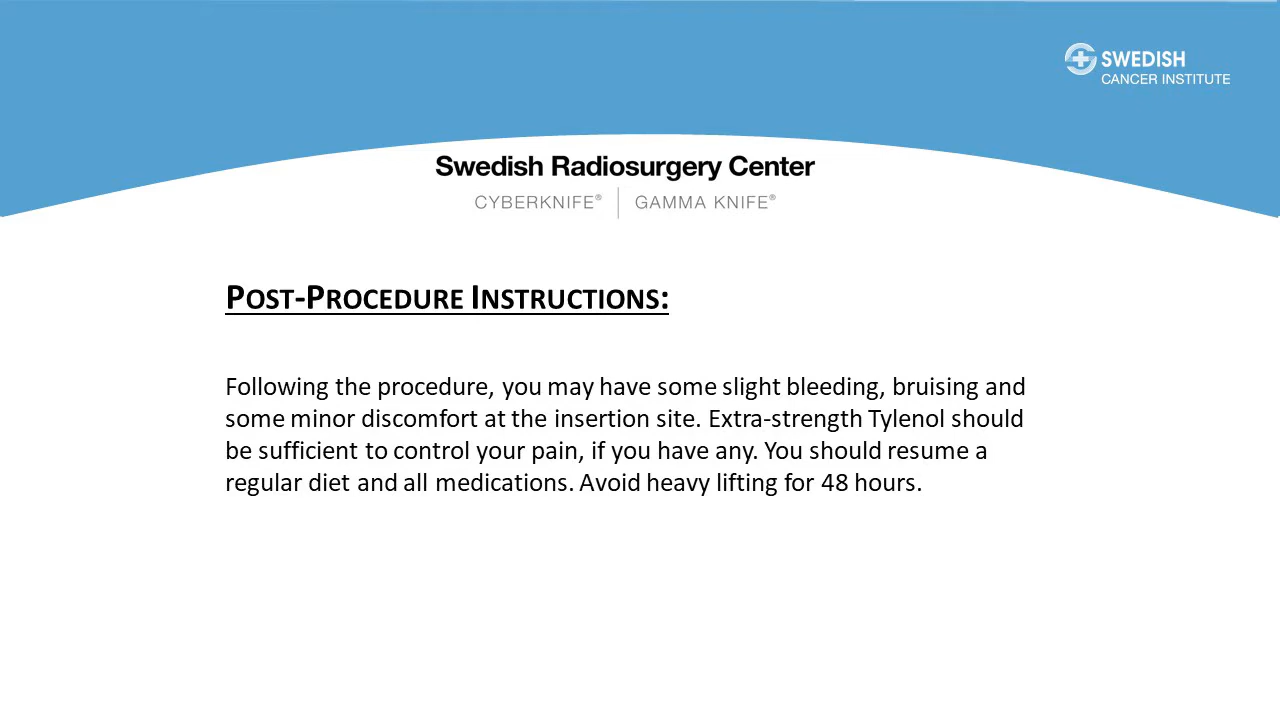 SWEDISH
CANCER INSTITUTE
Swedish Radiosurgery Center
CYBERKNIFE® | GAMMA KNIFE®
POST-PROCEDURE INSTRUCTIONS:
Following the procedure, you may have some slight bleeding, bruising and
some minor discomfort at the insertion site. Extra-strength Tylenol should
be sufficient to control your pain, if you have any. You should resume a
regular diet and all medications. Avoid heavy lifting for 48 hours.